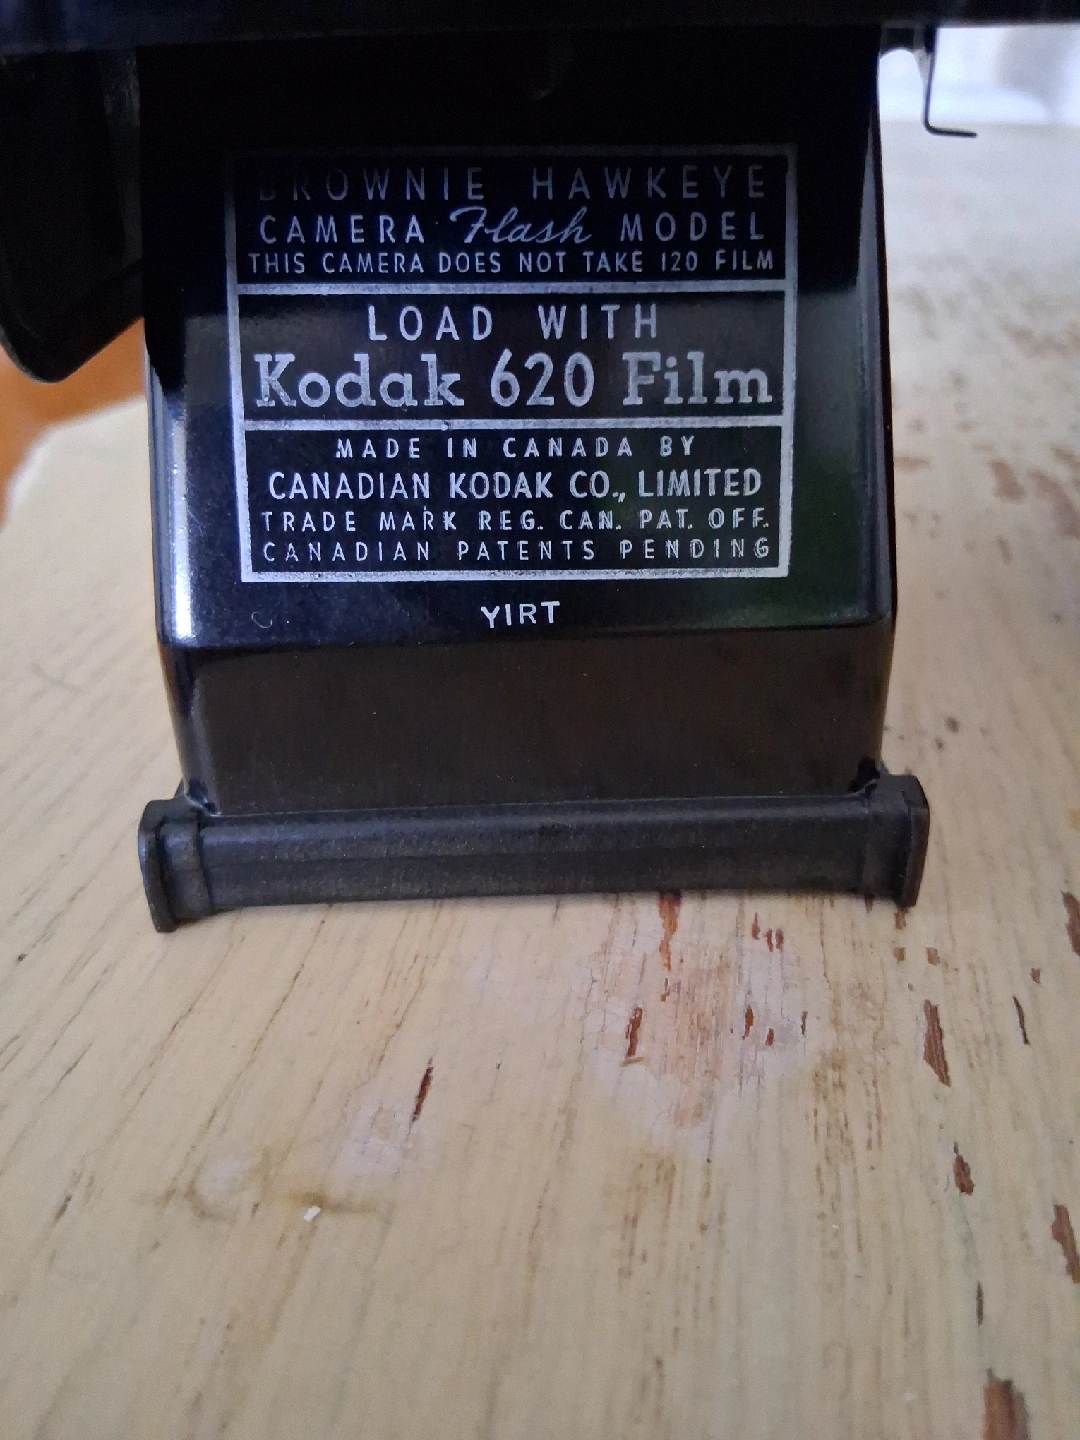 BROWNIE HAWKEYE
CAMERA Flash MODEL
THIS CAMERA DOES NOT TAKE 120 FILM
LOAD WITH
Kodak 620 Film
MADE IN CANADA BY
CANADIAN KODAK CO., LIMITED
TRADE MARK REG. CAN. PAT. OFF.
CANADIAN PATENTS PENDING
YIRT